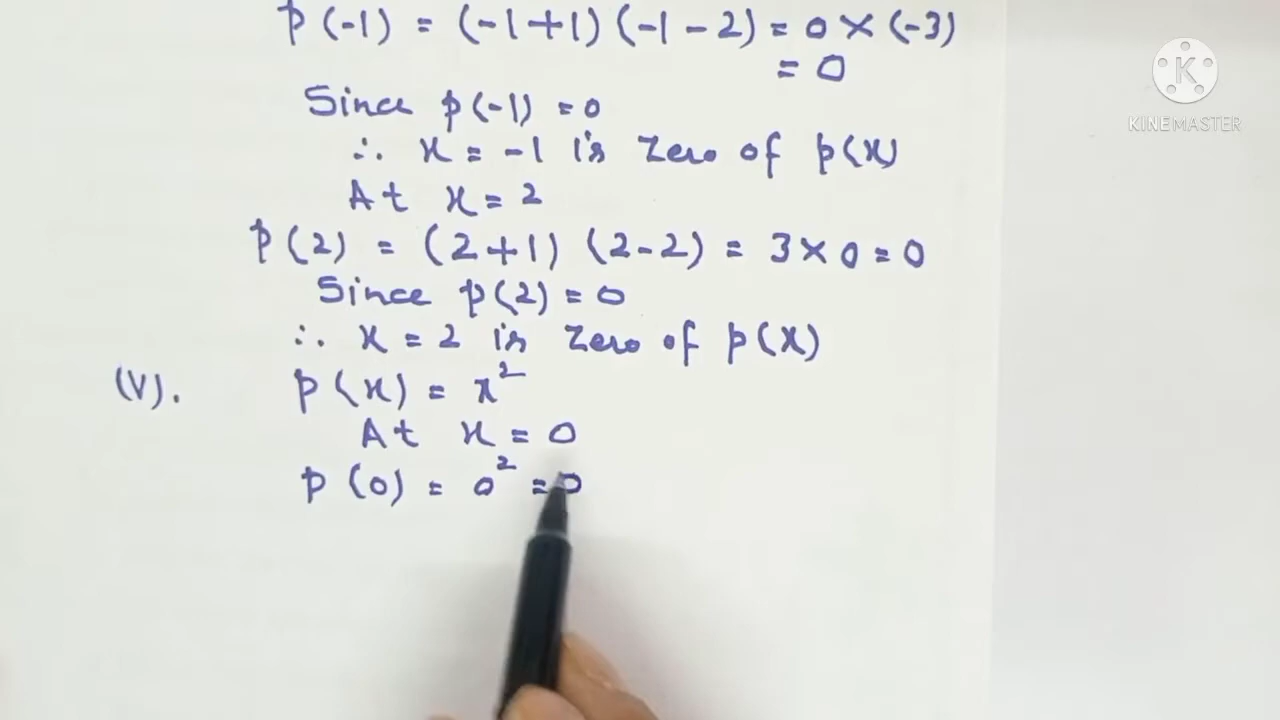 p(-1) = (-1+1) (-1-2) = 0 × (-3)
= 0
Since p(-1) = 0
∴ x = -1 is zero of p(x)
At x = 2
p(2) = (2+1) (2-2) = 3×0 = 0
Since p(2) = 0
∴ x = 2 is zero of p(x)
(V). p(x) = x²
At x = 0
p(0) = 0² = 0
K
KINEMASTER